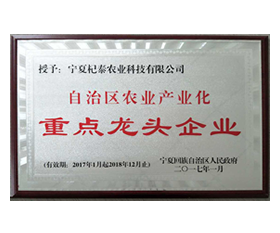 授予：宁夏杞泰农业科技有限公司
自治区农业产业化
重点龙头企业
(有效期：2017年1月起2018年12月止)
宁夏回族自治区人民政府
二〇一七年一月